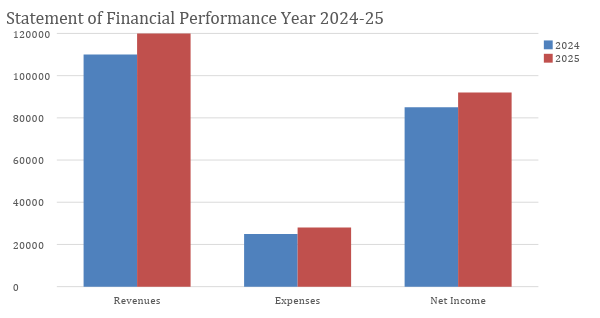 Statement of Financial Performance Year 2024-25
120000
100000
80000
60000
40000
20000
0
Revenues
Expenses
Net Income
2024
2025